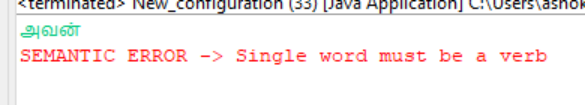 <terminated> New_configuration (33) [Java Application] C:\Users\ashok
அவன்
SEMANTIC ERROR -> Single word must be a verb